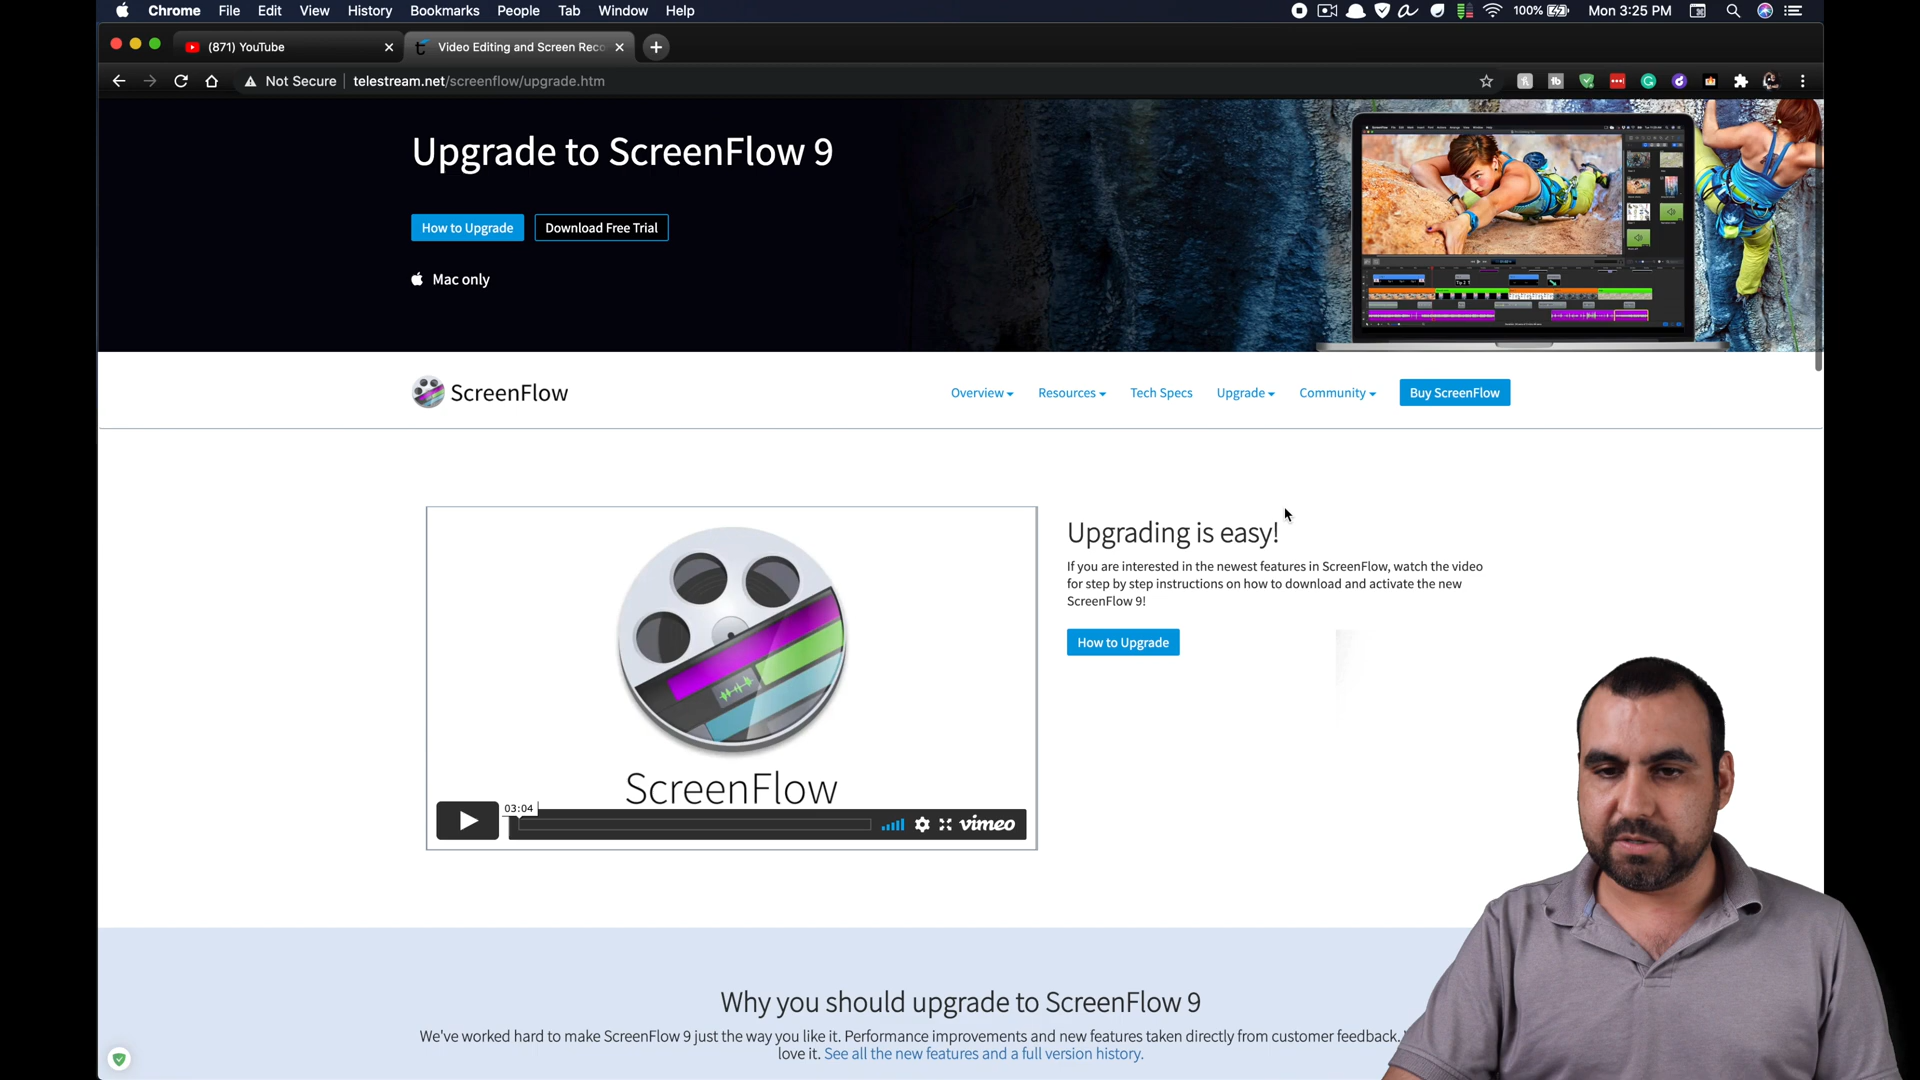 Chrome File Edit View History Bookmarks People Tab Window Help 100% Mon 3:25 PM
(871) YouTube Video Editing and Screen Reco
Not Secure telestream.net/screenflow/upgrade.htm
Upgrade to ScreenFlow 9
How to Upgrade Download Free Trial
Mac only
ScreenFlow Overview Resources Tech Specs Upgrade Community Buy ScreenFlow
Upgrading is easy!
If you are interested in the newest features in ScreenFlow, watch the video
for step by step instructions on how to download and activate the new
ScreenFlow 9!
How to Upgrade
ScreenFlow
03:04
vimeo
Why you should upgrade to ScreenFlow 9
We've worked hard to make ScreenFlow 9 just the way you like it. Performance improvements and new features taken directly from customer feedback.
love it. See all the new features and a full version history.